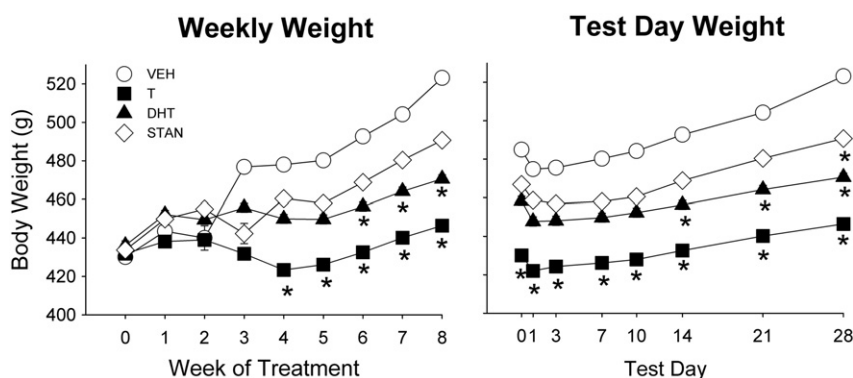 Weekly Weight
Test Day Weight
VEH
T
DHT
STAN
Body Weight (g)
520
500
480
460
440
420
400
0 1 2 3 4 5 6 7 8
Week of Treatment
* * * * *
* * *
01 3 7 10 14 21 28
Test Day
* * * * * * * *
* * *
*